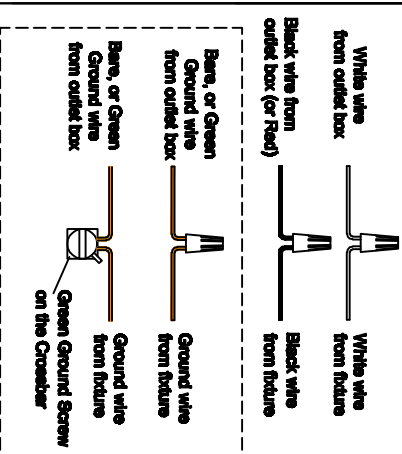 White wire
from outlet box
White wire
from fixture
Black wire from
outlet box (or Red)
Black wire
from fixture
Bare, or Green
Ground wire
from outlet box
Ground wire
from fixture
Bare, or Green
Ground wire
from outlet box
Ground wire
from fixture
Green Ground Screw
on the Crossbar